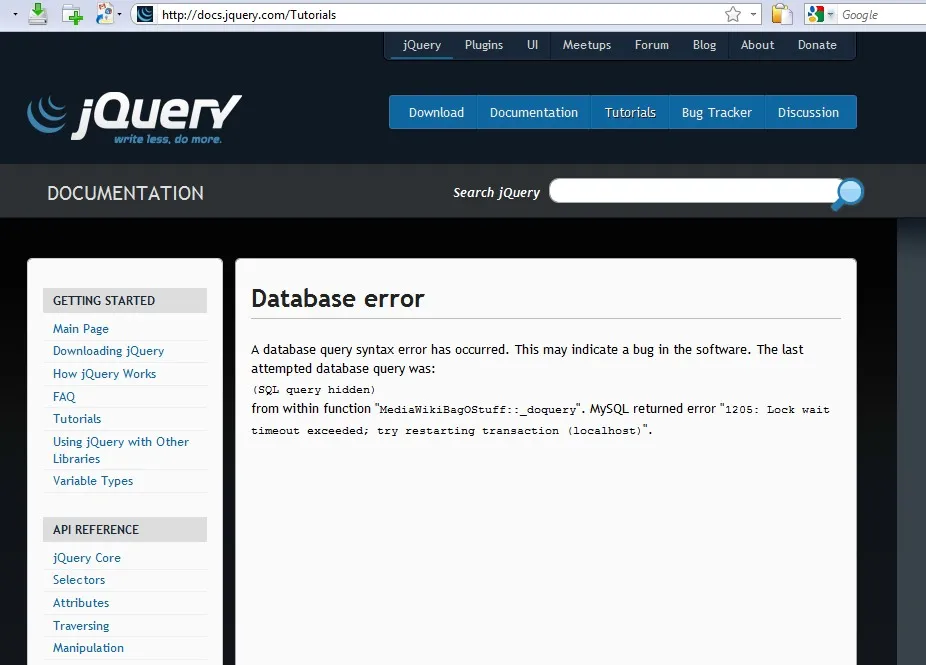 http://docs.jquery.com/Tutorials
Google
jQuery Plugins UI Meetups Forum Blog About Donate
jQuery
write less, do more.
Download Documentation Tutorials Bug Tracker Discussion
DOCUMENTATION
Search jQuery
GETTING STARTED
Main Page
Downloading jQuery
How jQuery Works
FAQ
Tutorials
Using jQuery with Other
Libraries
Variable Types
API REFERENCE
jQuery Core
Selectors
Attributes
Traversing
Manipulation
Database error
A database query syntax error has occurred. This may indicate a bug in the software. The last
attempted database query was:
(SQL query hidden)
from within function "MediaWikiBagOStuff::_doquery". MySQL returned error "1205: Lock wait
timeout exceeded; try restarting transaction (localhost)".